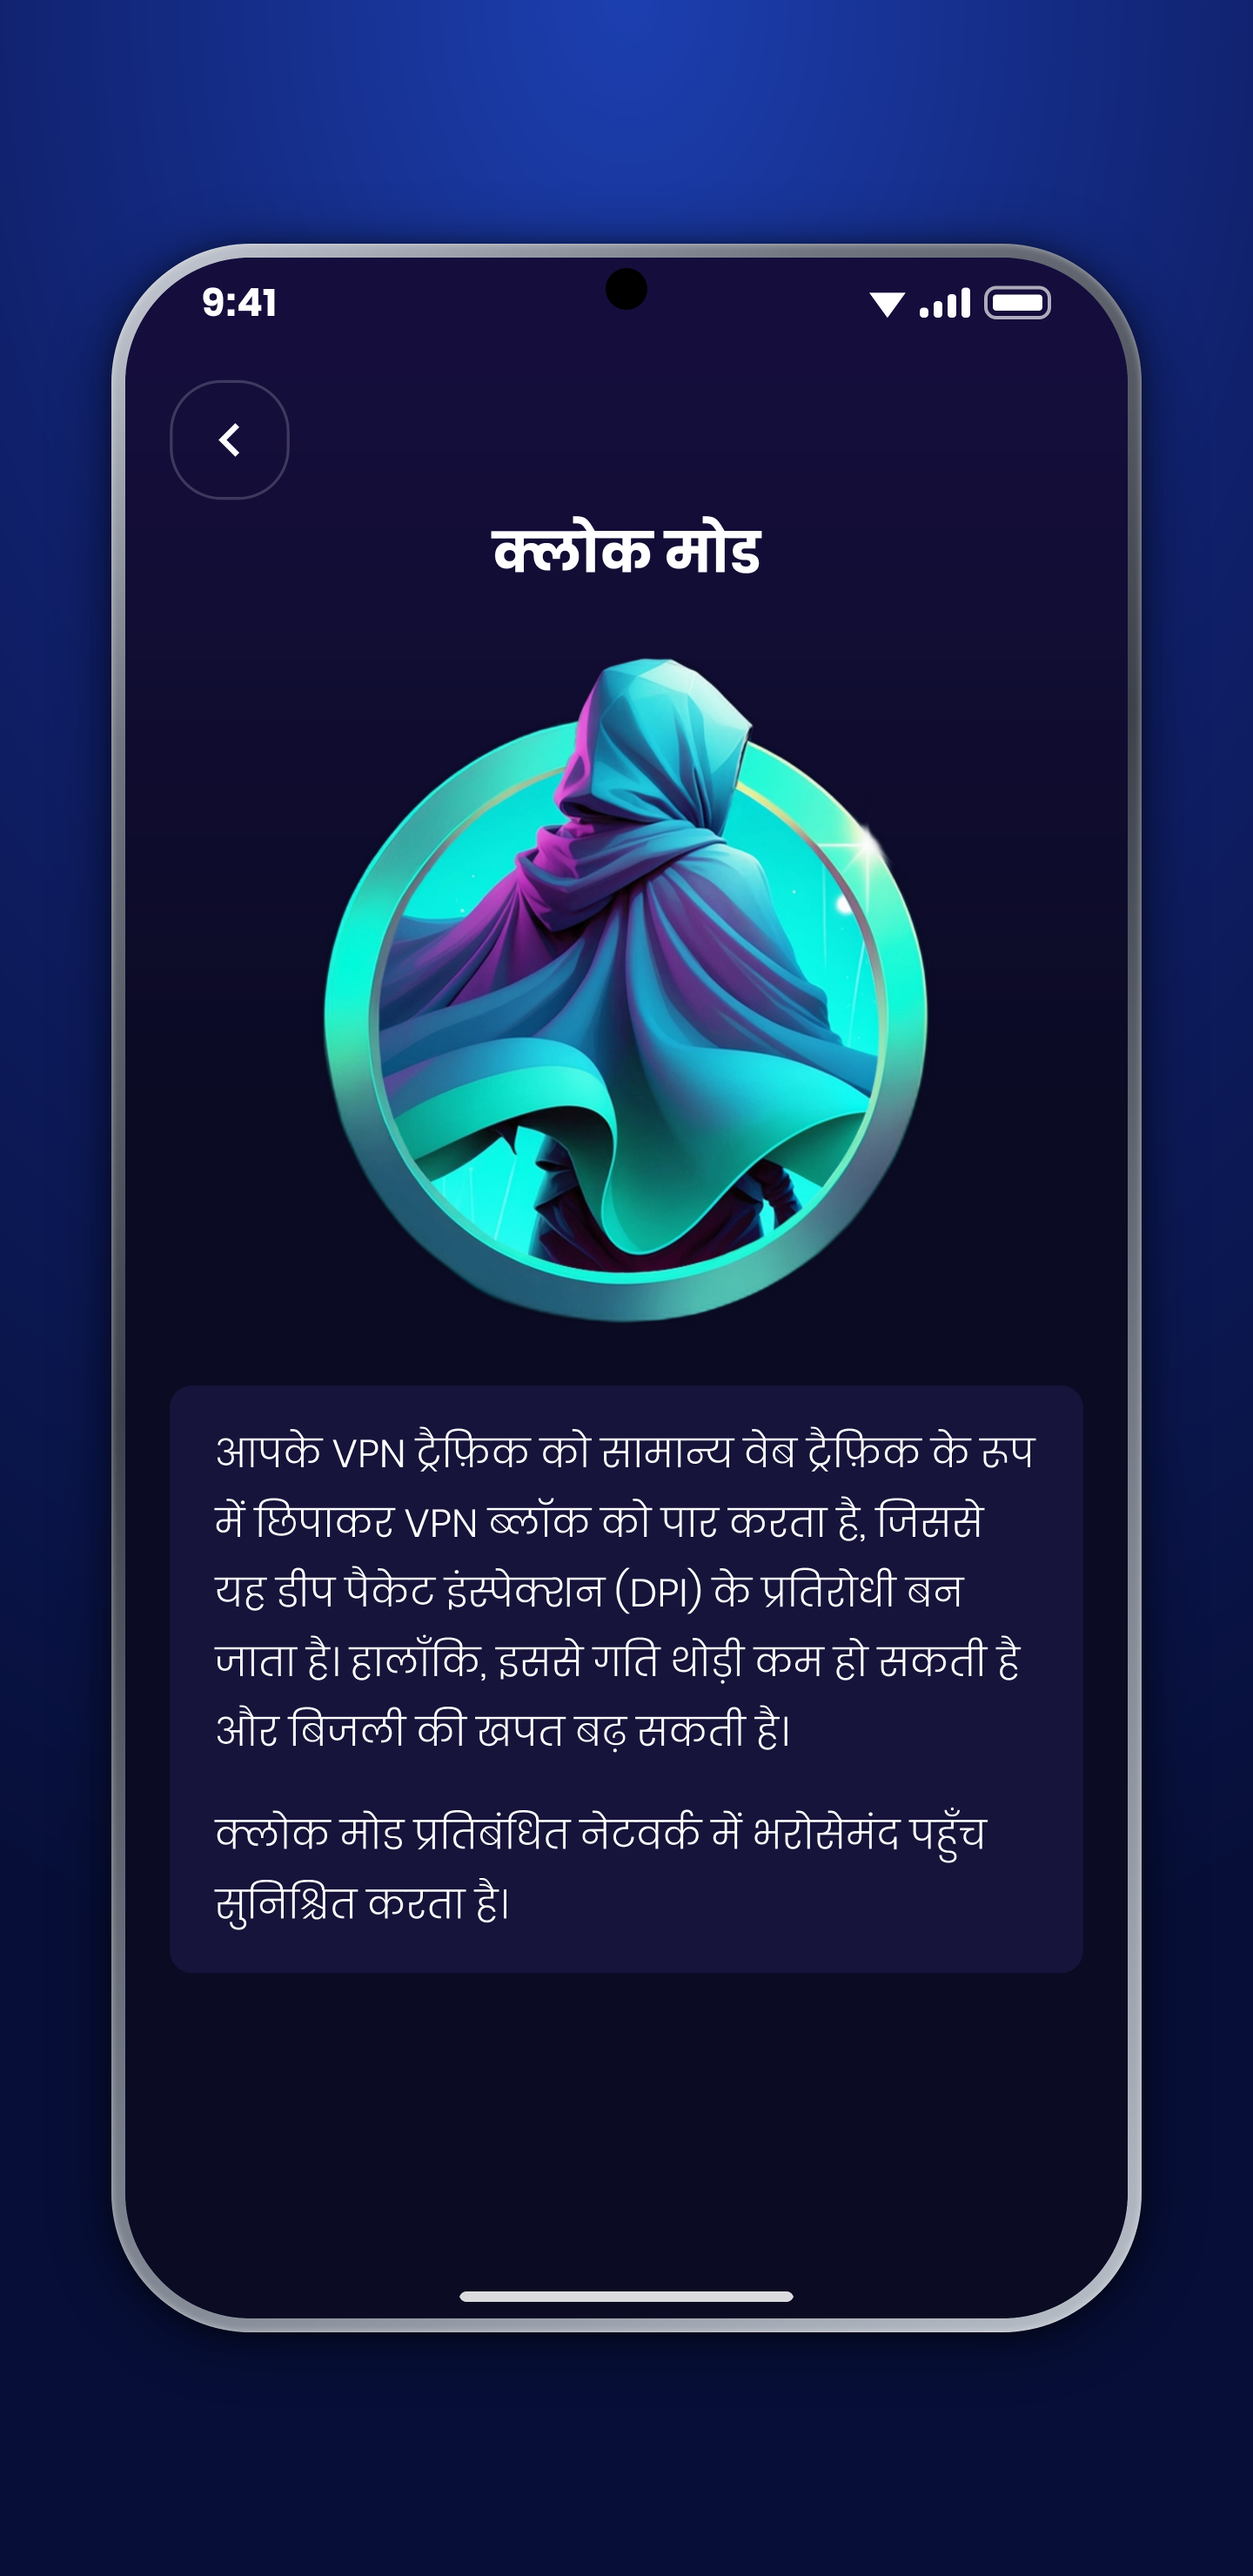 9:41
क्लोक मोड
आपके VPN ट्रैफ़िक को सामान्य वेब ट्रैफ़िक के रूप
में छिपाकर VPN ब्लॉक को पार करता है, जिससे
यह डीप पैकेट इंस्पेक्शन (DPI) के प्रतिरोधी बन
जाता है। हालाँकि, इससे गति थोड़ी कम हो सकती है
और बिजली की खपत बढ़ सकती है।
क्लोक मोड प्रतिबंधित नेटवर्क में भरोसेमंद पहुँच
सुनिश्चित करता है।